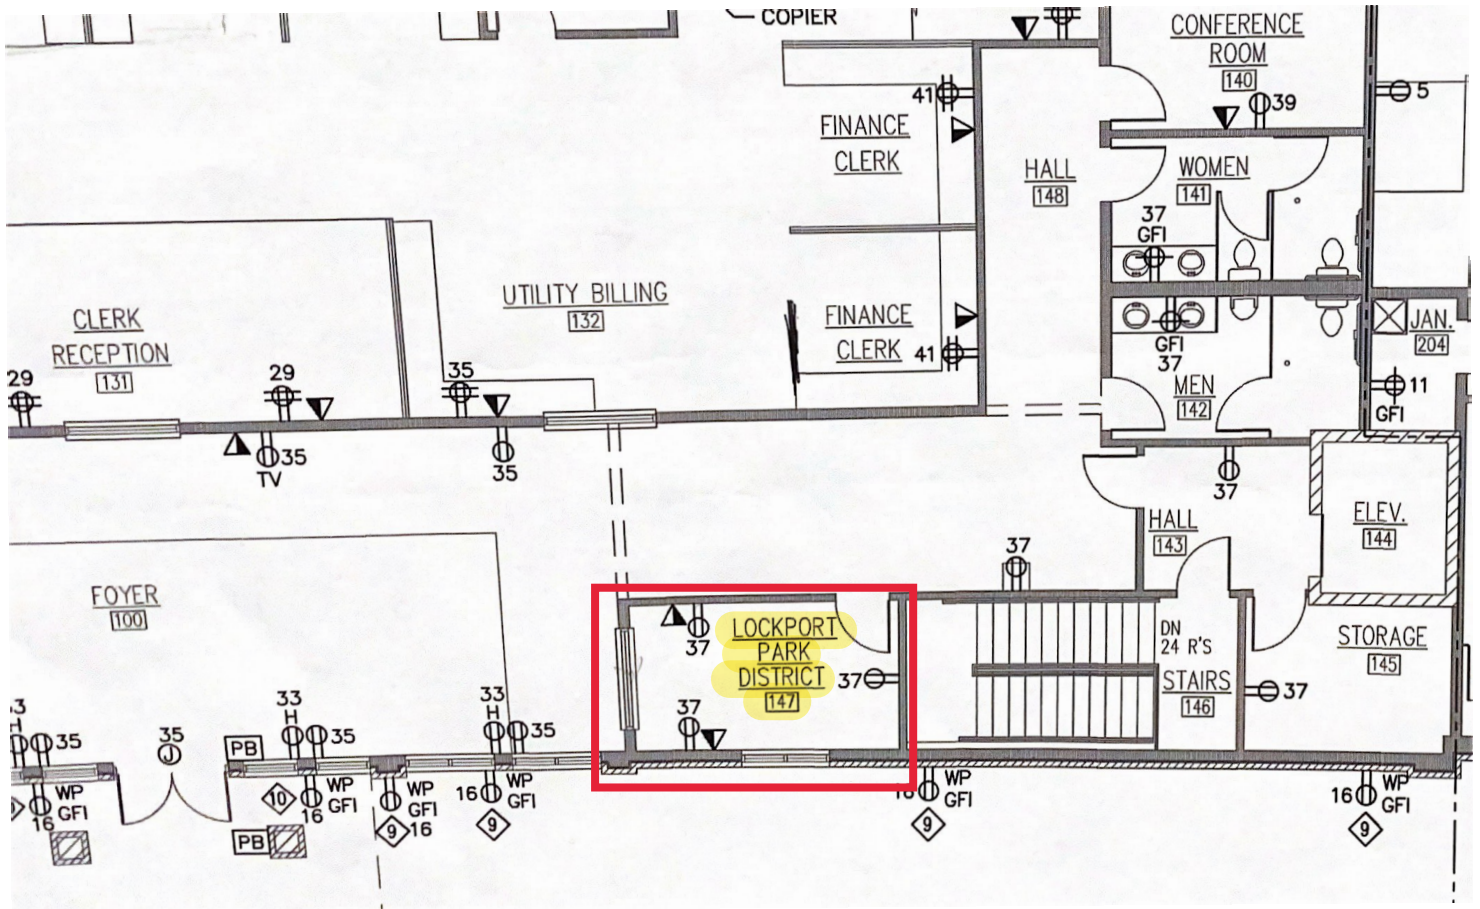 COPIER
CONFERENCE
ROOM
140
39
5
41
FINANCE
CLERK
HALL
148
WOMEN
141
37
GFI
UTILITY BILLING
132
FINANCE
CLERK
41
GFI
37
JAN.
204
CLERK
RECEPTION
131
29
29
35
MEN
142
11
GFI
35
TV
35
37
HALL
143
ELEV.
144
37
FOYER
100
LOCKPORT
PARK
DISTRICT
147
37
37
37
DN
24 R'S
STAIRS
146
STORAGE
145
37
33
H
35
33
H
35
3
H
35
35
PB
WP
GFI
16
10
WP
GFI
16
WP
GFI
16
9
WP
GFI
16
9
PB
WP
GFI
16
9
WP
GFI
16
9